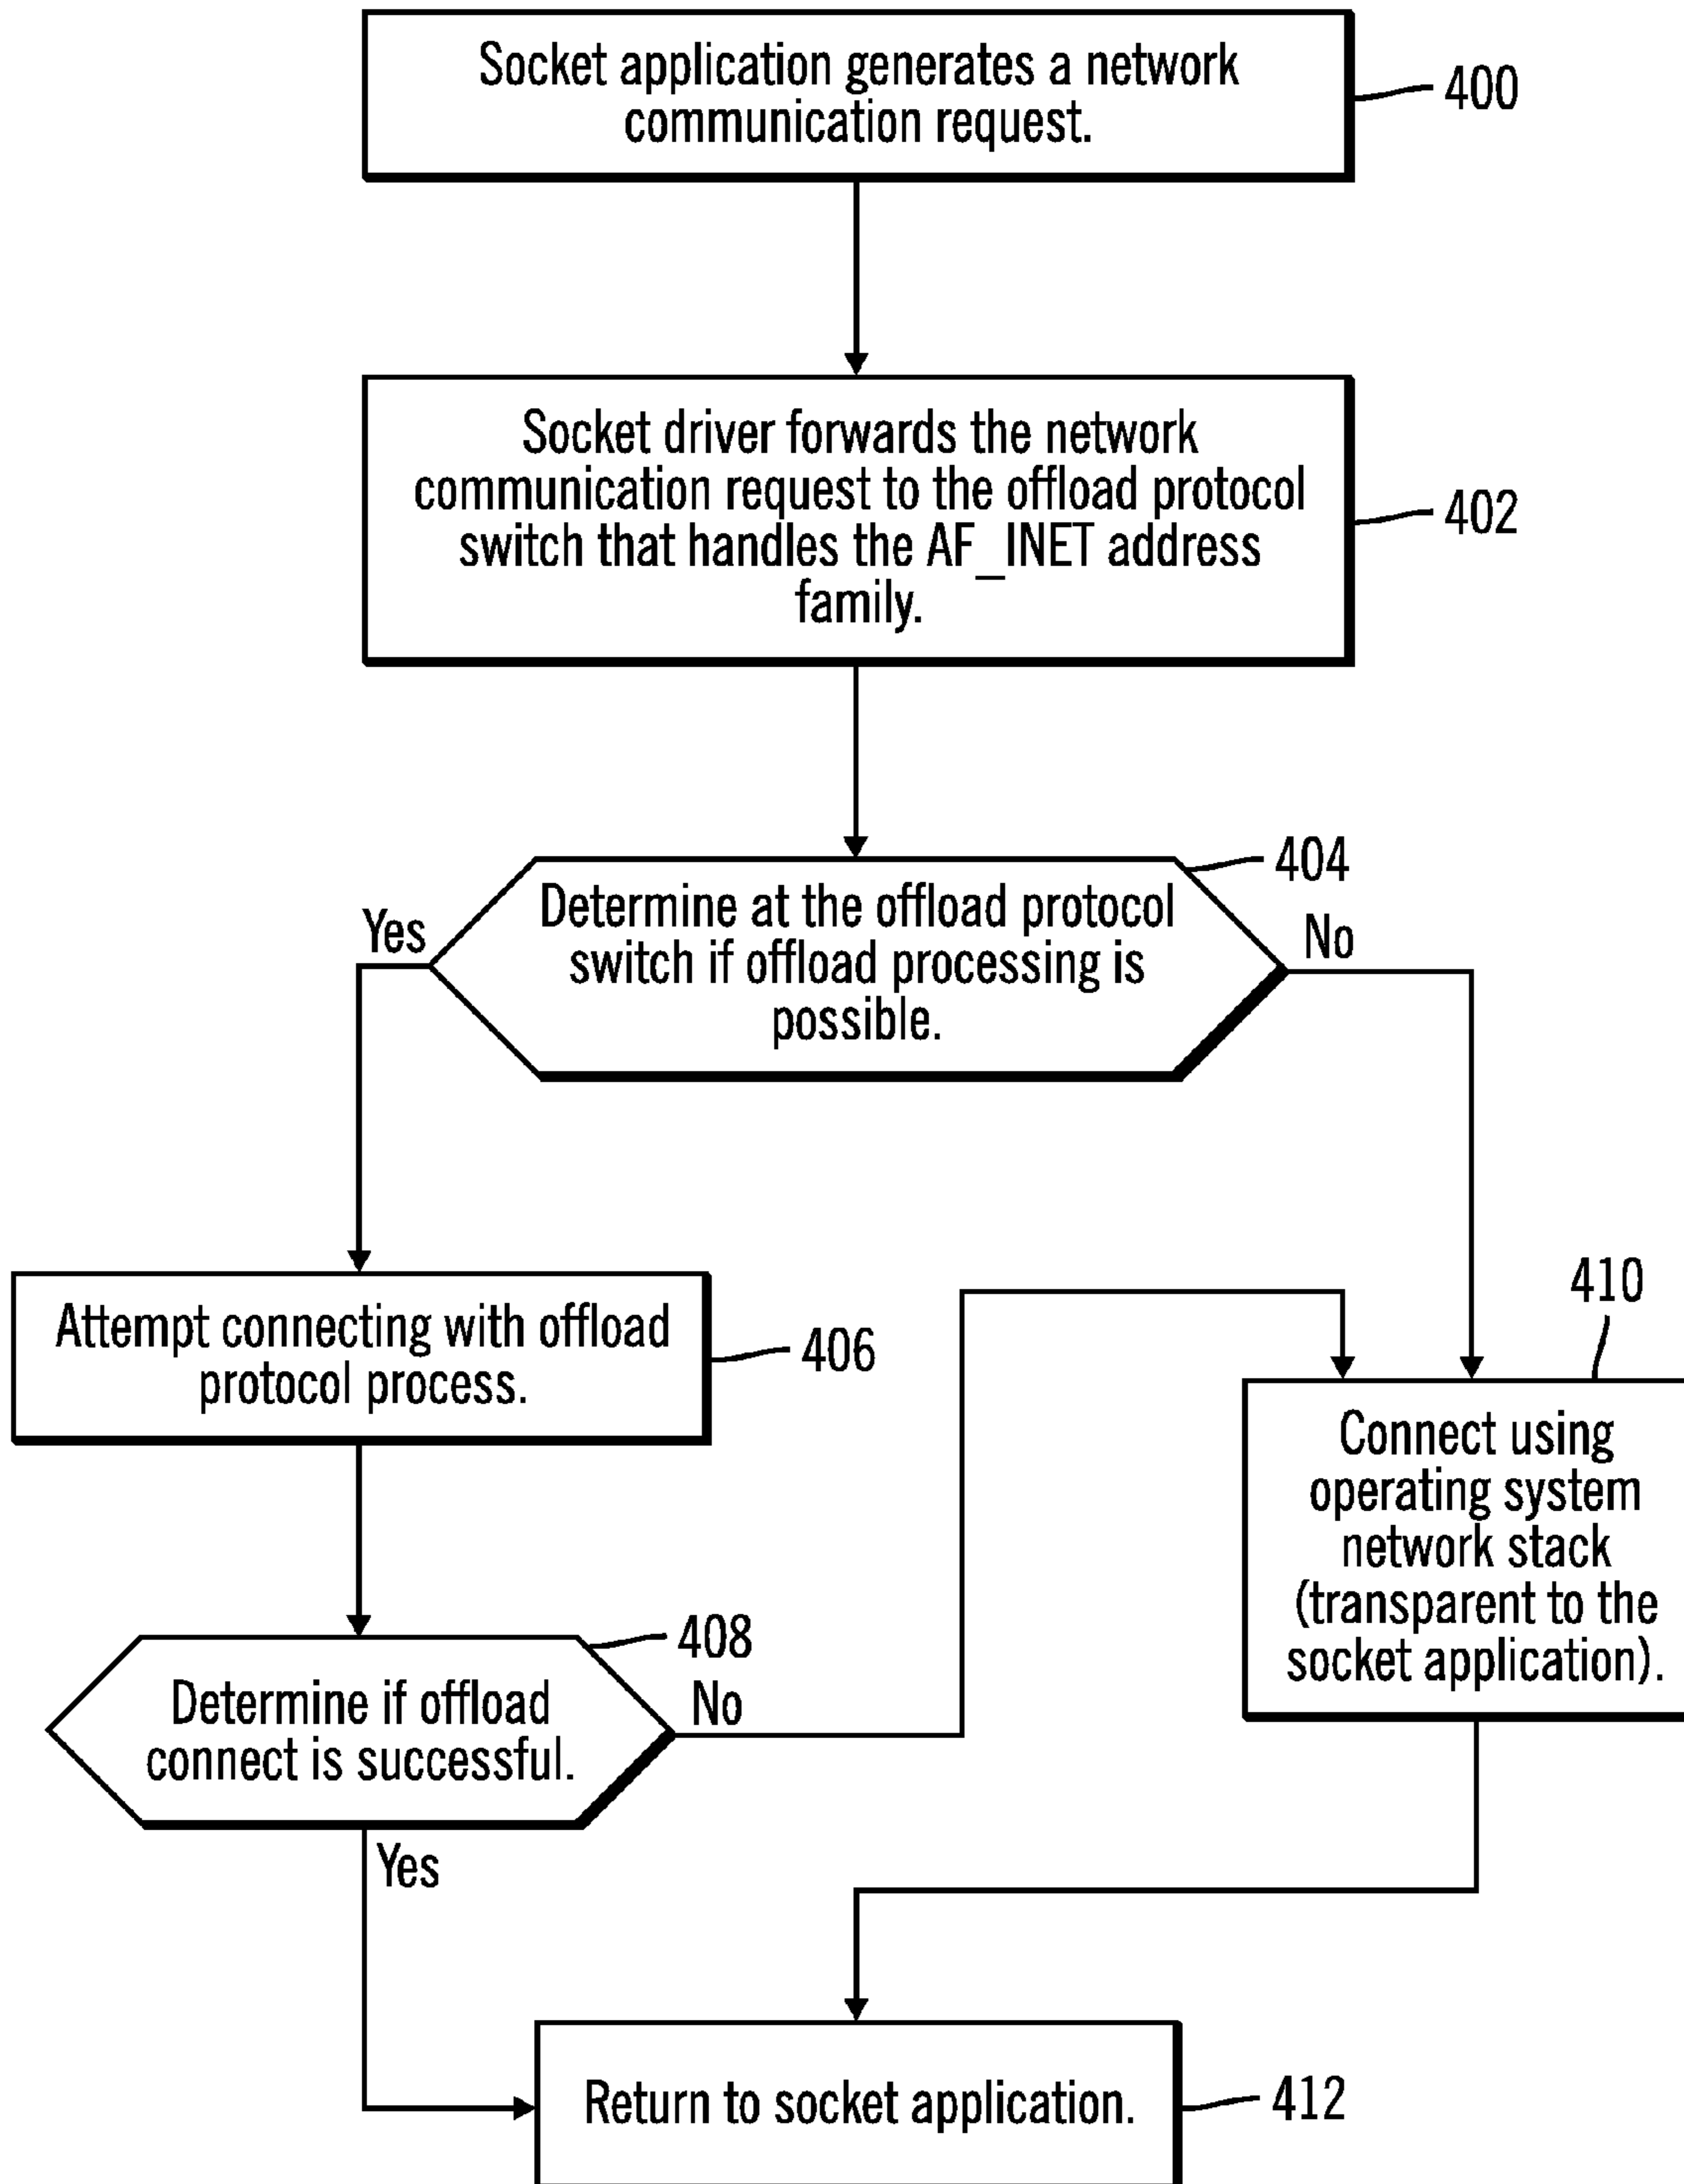 Socket application generates a network
communication request.
400
Socket driver forwards the network
communication request to the offload protocol
switch that handles the AF_INET address
family.
402
404
Determine at the offload protocol
switch if offload processing is
possible.
Yes
No
Attempt connecting with offload
protocol process.
406
410
Connect using
operating system
network stack
(transparent to the
socket application).
408
Determine if offload
connect is successful.
No
Yes
Return to socket application.
412